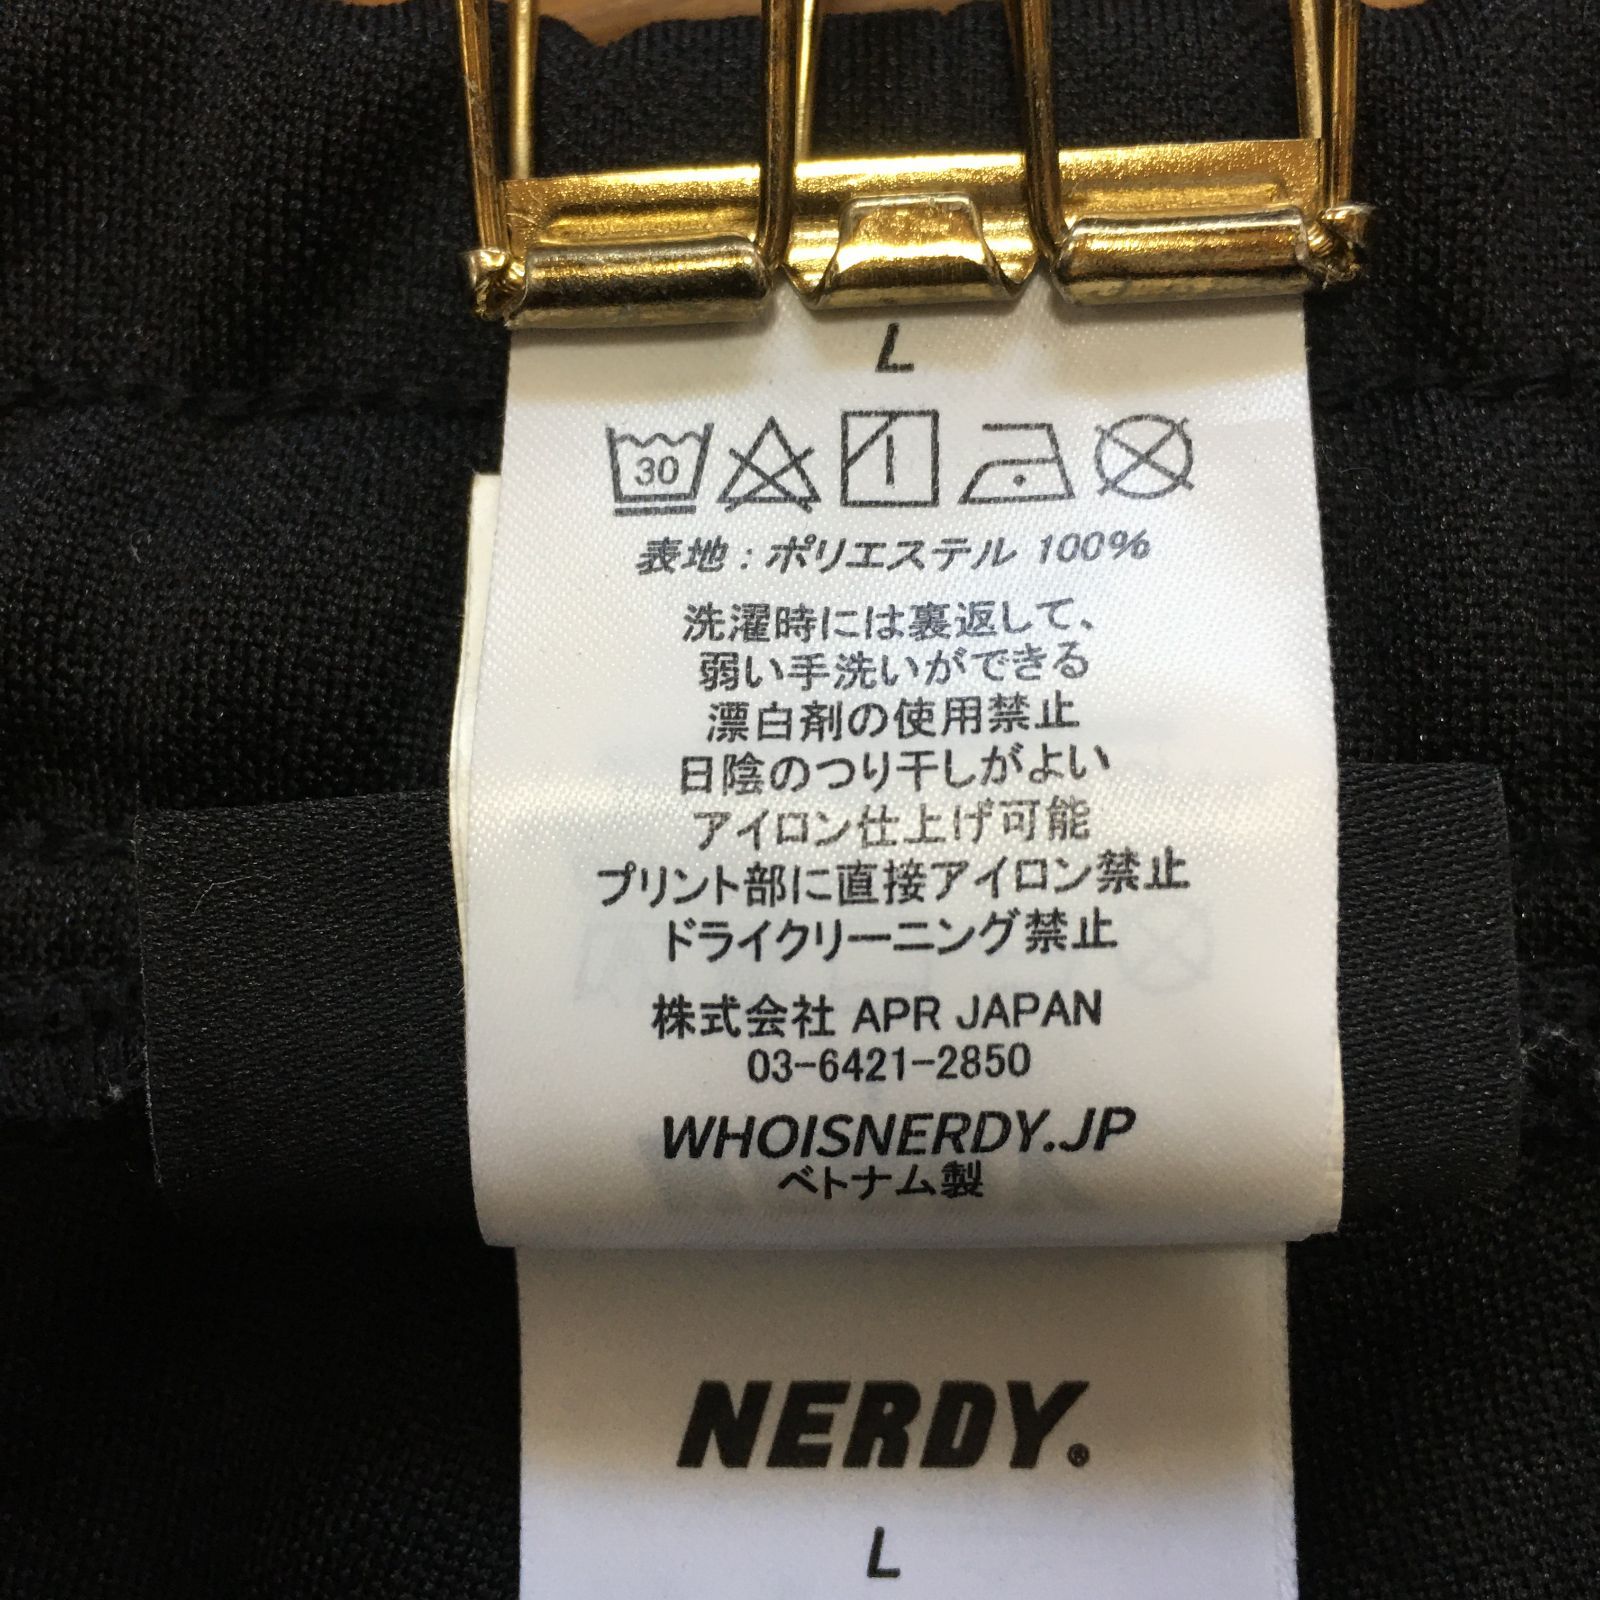 L
30
表地：ポリエステル 100%
洗濯時には裏返して、
弱い手洗いができる
漂白剤の使用禁止
日陰のつり干しがよい
アイロン仕上げ可能
プリント部に直接アイロン禁止
ドライクリーニング禁止
株式会社 APR JAPAN
03-6421-2850
WHOISNERDY.JP
ベトナム製
NERDY.®
L